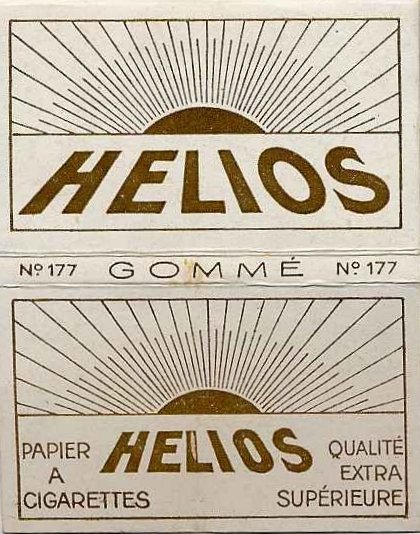 HELIOS
Nº 177 GOMMÉ Nº 177
PAPIER A CIGARETTES
HELIOS
QUALITÉ EXTRA SUPÉRIEURE